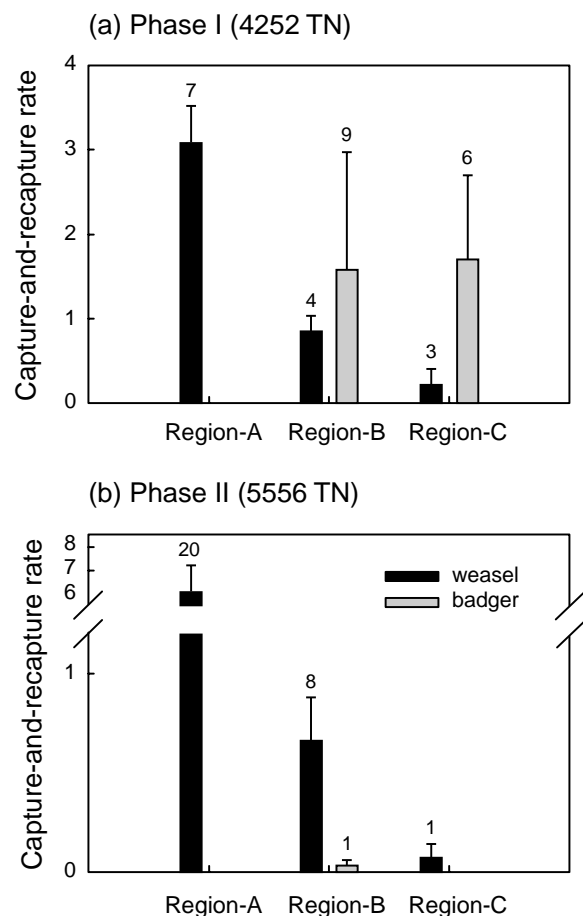 (a) Phase I (4252 TN)
Capture-and-recapture rate
4
3
2
1
0
7
4
9
3
6
Region-A Region-B Region-C
(b) Phase II (5556 TN)
Capture-and-recapture rate
8
7
6
1
0
20
8
1
1
weasel
badger
Region-A Region-B Region-C